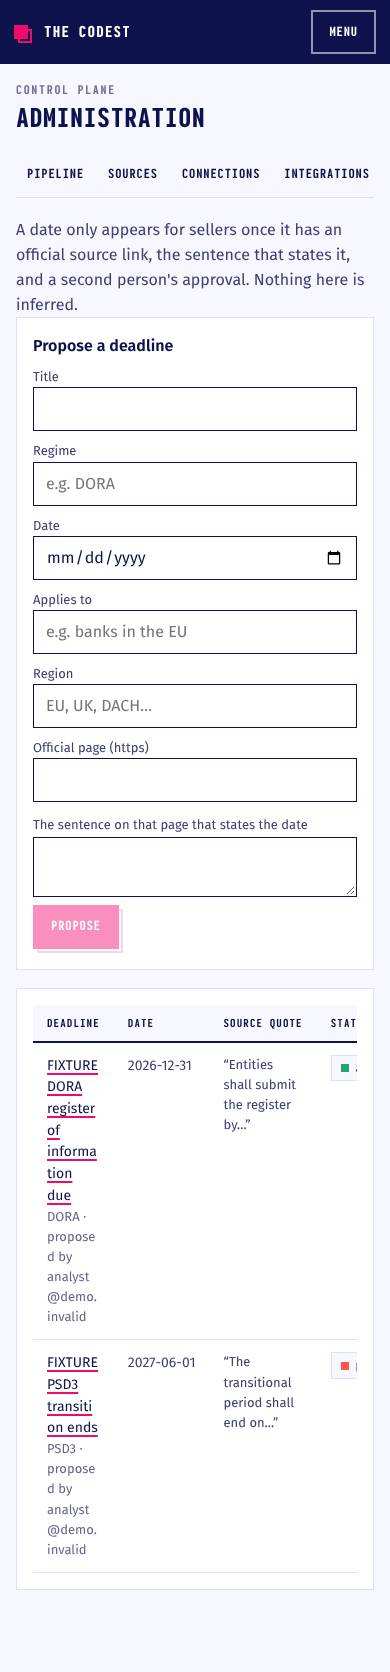 THE CODEST
MENU
CONTROL PLANE
ADMINISTRATION
PIPELINE SOURCES CONNECTIONS INTEGRATIONS
A date only appears for sellers once it has an
official source link, the sentence that states it,
and a second person's approval. Nothing here is
inferred.
Propose a deadline
Title
Regime
e.g. DORA
Date
mm/dd/yyyy
Applies to
e.g. banks in the EU
Region
EU, UK, DACH...
Official page (https)
The sentence on that page that states the date
PROPOSE
DEADLINE DATE SOURCE QUOTE STAT
FIXTURE 2026-12-31 “Entities
DORA shall submit
register the register
of by…”
informa
tion
due
DORA ·
propose
d by
analyst
@demo.
invalid
FIXTURE 2027-06-01 “The
PSD3 transitional
transiti period shall
on ends end on…”
PSD3 ·
propose
d by
analyst
@demo.
invalid